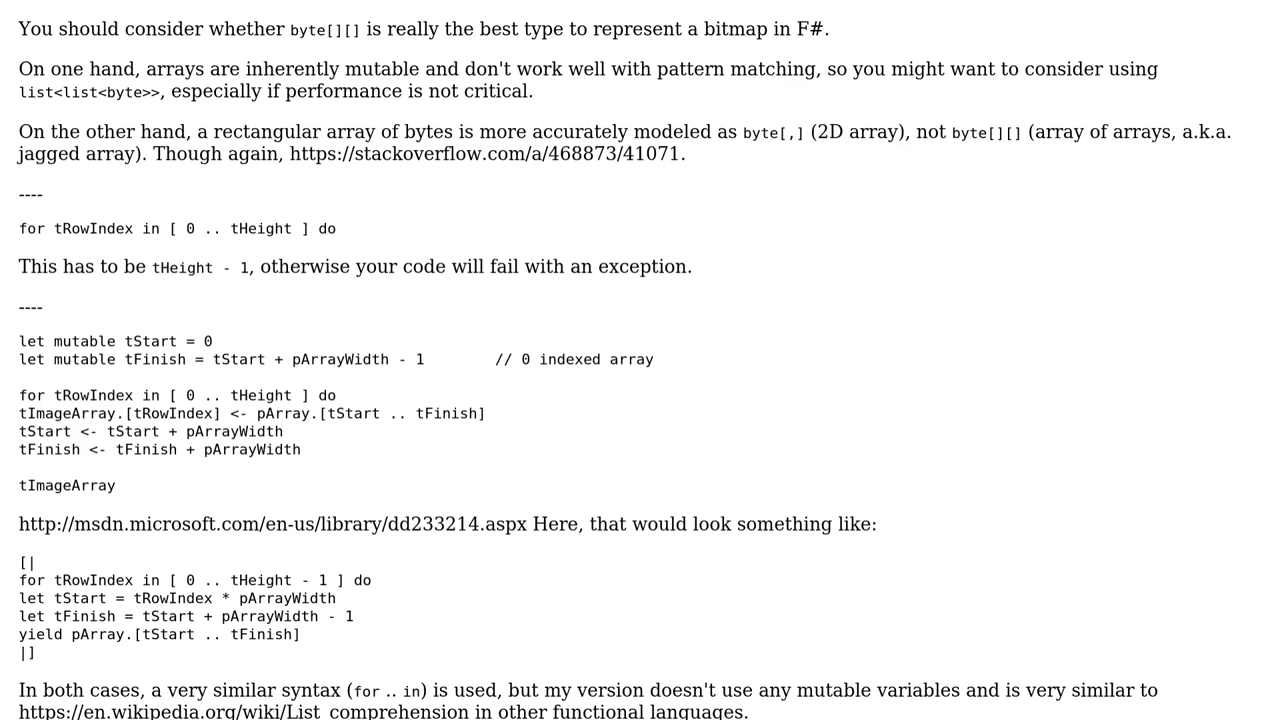 You should consider whether byte[][] is really the best type to represent a bitmap in F#.
On one hand, arrays are inherently mutable and don't work well with pattern matching, so you might want to consider using
list<list<byte>>, especially if performance is not critical.
On the other hand, a rectangular array of bytes is more accurately modeled as byte[,] (2D array), not byte[][] (array of arrays, a.k.a.
jagged array). Though again, https://stackoverflow.com/a/468873/41071.
----
for tRowIndex in [ 0 .. tHeight ] do
This has to be tHeight - 1, otherwise your code will fail with an exception.
----
let mutable tStart = 0
let mutable tFinish = tStart + pArrayWidth - 1        // 0 indexed array
for tRowIndex in [ 0 .. tHeight ] do
tImageArray.[tRowIndex] <- pArray.[tStart .. tFinish]
tStart <- tStart + pArrayWidth
tFinish <- tFinish + pArrayWidth
tImageArray
http://msdn.microsoft.com/en-us/library/dd233214.aspx Here, that would look something like:
[|
for tRowIndex in [ 0 .. tHeight - 1 ] do
let tStart = tRowIndex * pArrayWidth
let tFinish = tStart + pArrayWidth - 1
yield pArray.[tStart .. tFinish]
|]
In both cases, a very similar syntax (for .. in) is used, but my version doesn't use any mutable variables and is very similar to
https://en.wikipedia.org/wiki/List_comprehension in other functional languages.